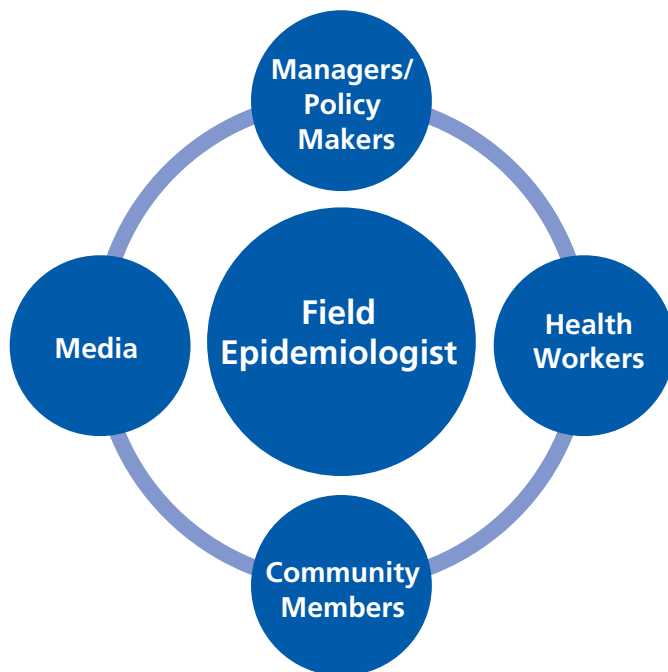 Managers/
Policy
Makers
Media
Field
Epidemiologist
Health
Workers
Community
Members